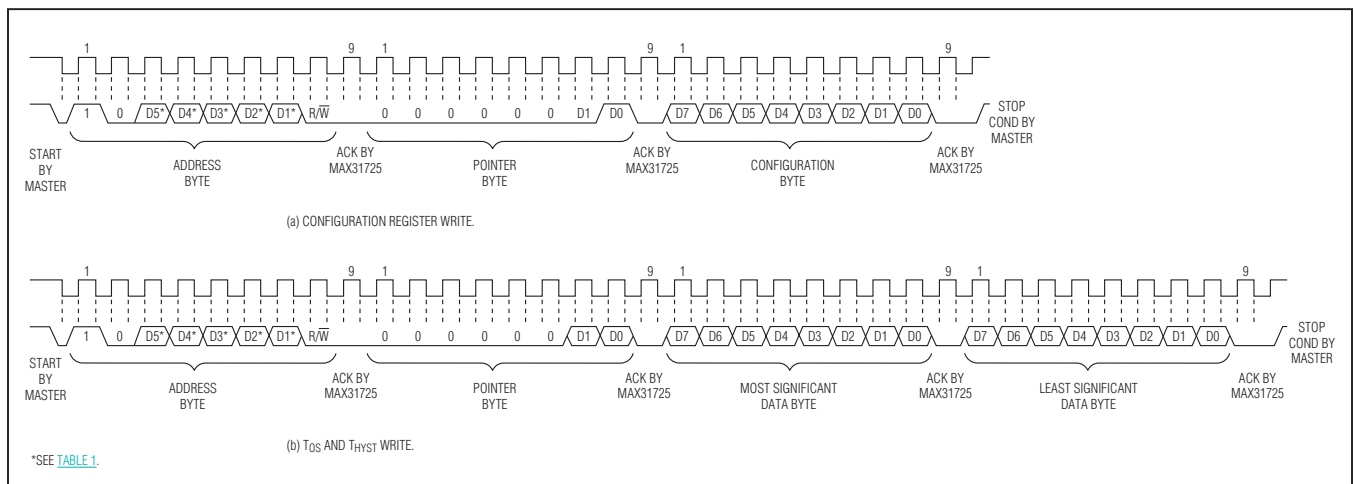 1 9 1 9 1 9
1 0 D5* D4* D3* D2* D1* R/W̅ 0 0 0 0 0 0 D1 D0 D7 D6 D5 D4 D3 D2 D1 D0
STOP
COND BY
MASTER
START
BY
MASTER
ADDRESS
BYTE
ACK BY
MAX31725
POINTER
BYTE
ACK BY
MAX31725
CONFIGURATION
BYTE
ACK BY
MAX31725
(a) CONFIGURATION REGISTER WRITE.
1 9 1 9 1 9 1 9
1 0 D5* D4* D3* D2* D1* R/W̅ 0 0 0 0 0 0 D1 D0 D7 D6 D5 D4 D3 D2 D1 D0 D7 D6 D5 D4 D3 D2 D1 D0
STOP
COND BY
MASTER
START
BY
MASTER
ADDRESS
BYTE
ACK BY
MAX31725
POINTER
BYTE
ACK BY
MAX31725
MOST SIGNIFICANT
DATA BYTE
ACK BY
MAX31725
LEAST SIGNIFICANT
DATA BYTE
ACK BY
MAX31725
(b) TOS AND THYST WRITE.
*SEE TABLE 1.